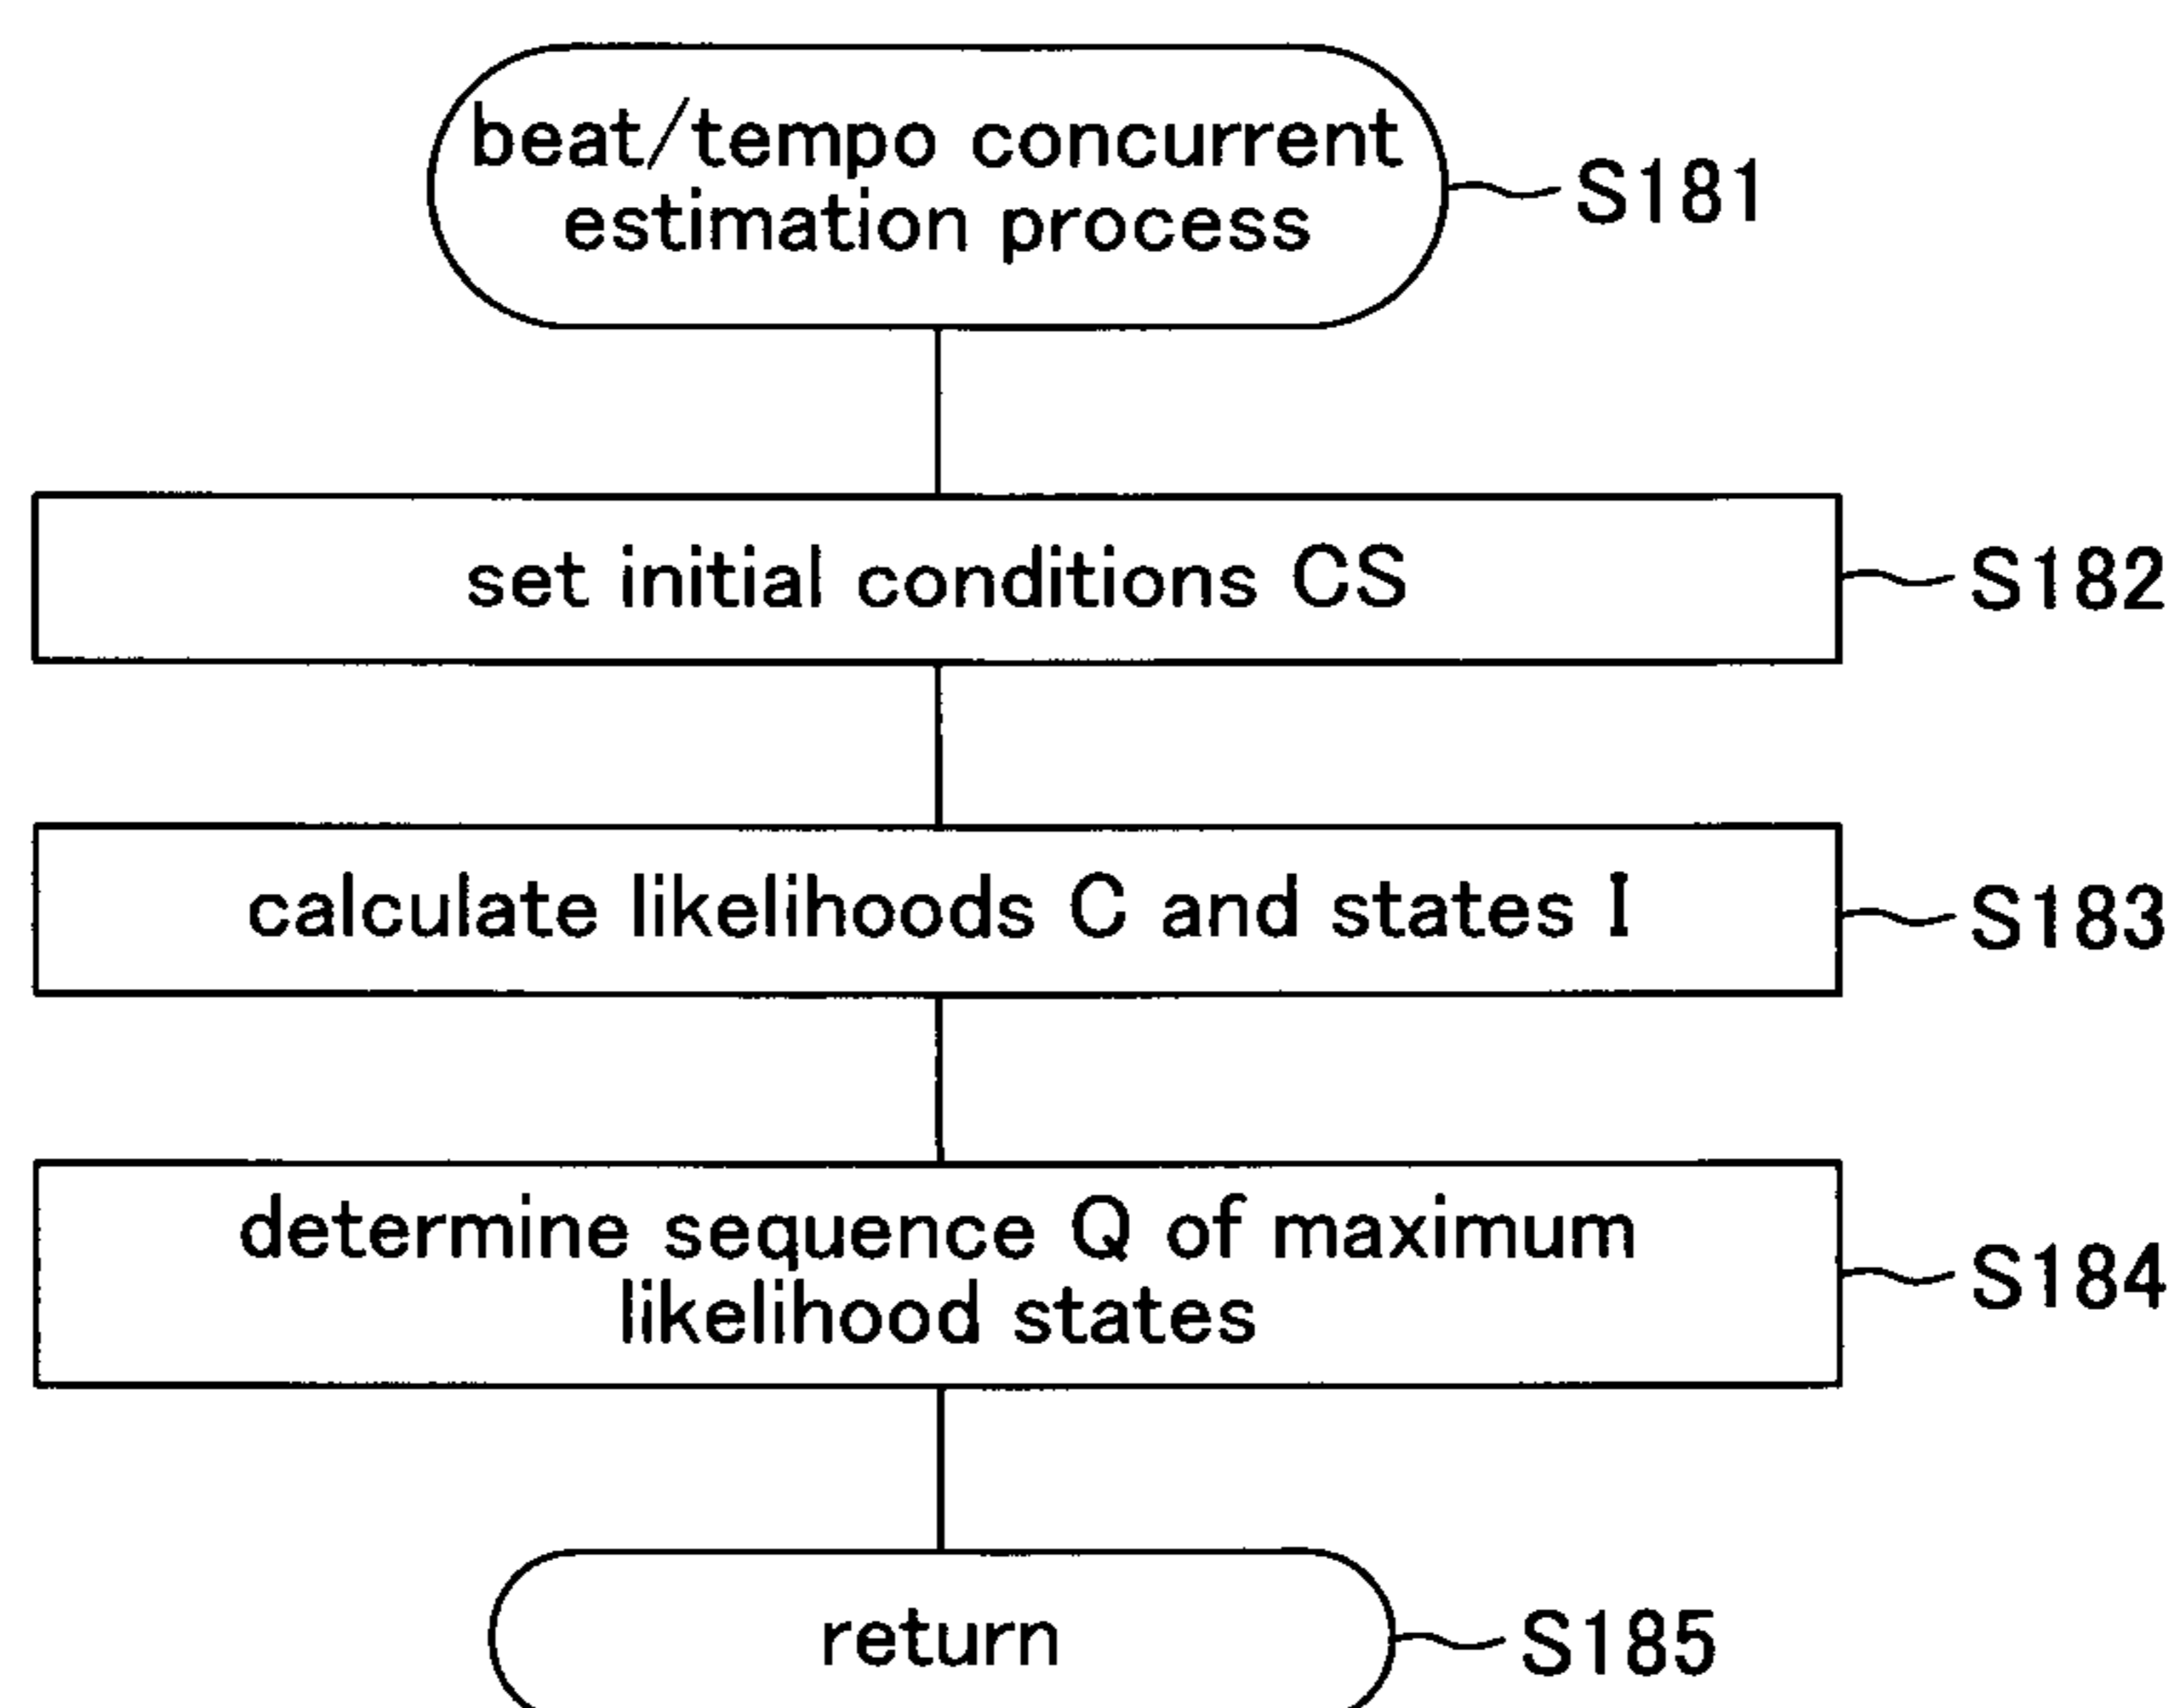 beat/tempo concurrent
estimation process
S181
set initial conditions CS
S182
calculate likelihoods C and states I
S183
determine sequence Q of maximum
likelihood states
S184
return
S185